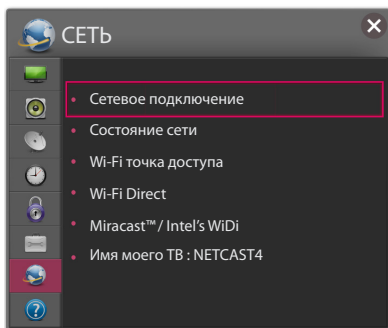 СЕТЬ
• Сетевое подключение
• Состояние сети
• Wi-Fi точка доступа
• Wi-Fi Direct
• Miracast™ / Intel's WiDi
• Имя моего ТВ : NETCAST4
?